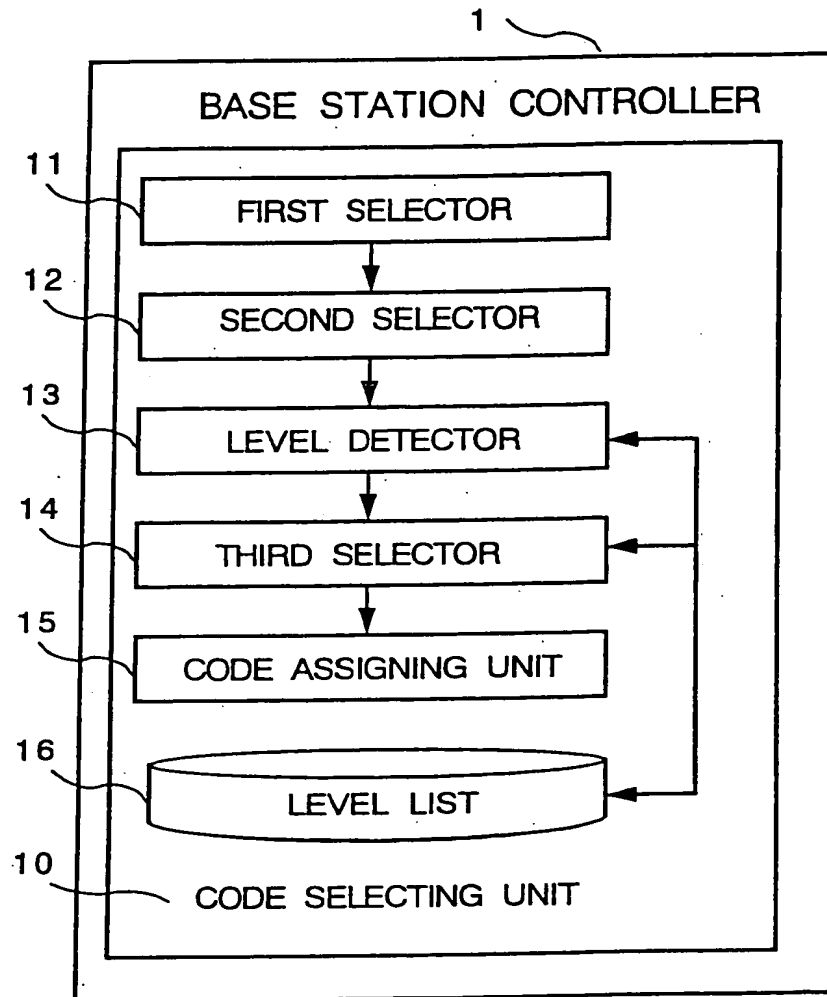 1
BASE STATION CONTROLLER
11
FIRST SELECTOR
12
SECOND SELECTOR
13
LEVEL DETECTOR
14
THIRD SELECTOR
15
CODE ASSIGNING UNIT
16
LEVEL LIST
10
CODE SELECTING UNIT